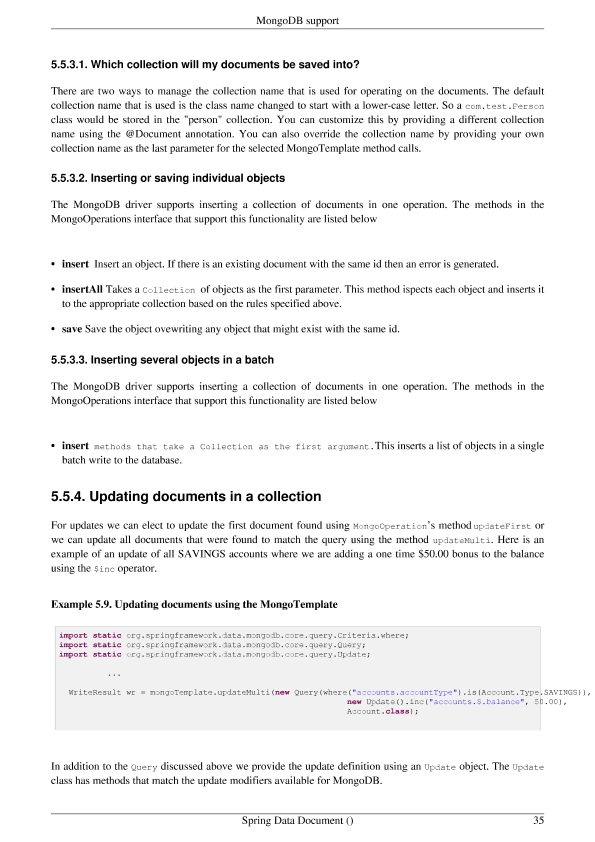 MongoDB support
5.5.3.1. Which collection will my documents be saved into?
There are two ways to manage the collection name that is used for operating on the documents. The default
collection name that is used is the class name changed to start with a lower-case letter. So a com.test.Person
class would be stored in the "person" collection. You can customize this by providing a different collection
name using the @Document annotation. You can also override the collection name by providing your own
collection name as the last parameter for the selected MongoTemplate method calls.
5.5.3.2. Inserting or saving individual objects
The MongoDB driver supports inserting a collection of documents in one operation. The methods in the
MongoOperations interface that support this functionality are listed below
• insert Insert an object. If there is an existing document with the same id then an error is generated.
• insertAll Takes a Collection of objects as the first parameter. This method ispects each object and inserts it
to the appropriate collection based on the rules specified above.
• save Save the object ovewriting any object that might exist with the same id.
5.5.3.3. Inserting several objects in a batch
The MongoDB driver supports inserting a collection of documents in one operation. The methods in the
MongoOperations interface that support this functionality are listed below
• insert methods that take a Collection as the first argument.This inserts a list of objects in a single
batch write to the database.
5.5.4. Updating documents in a collection
For updates we can elect to update the first document found using MongoOperation's method updateFirst or
we can update all documents that were found to match the query using the method updateMulti. Here is an
example of an update of all SAVINGS accounts where we are adding a one time $50.00 bonus to the balance
using the $inc operator.
Example 5.9. Updating documents using the MongoTemplate
import static org.springframework.data.mongodb.core.query.Criteria.where;
import static org.springframework.data.mongodb.core.query.Query;
import static org.springframework.data.mongodb.core.query.Update;
...
WriteResult wr = mongoTemplate.updateMulti(new Query(where("accounts.accountType").is(Account.Type.SAVINGS)),
new Update().inc("accounts.$.balance", 50.00),
Account.class);
In addition to the Query discussed above we provide the update definition using an Update object. The Update
class has methods that match the update modifiers available for MongoDB.
Spring Data Document () 35